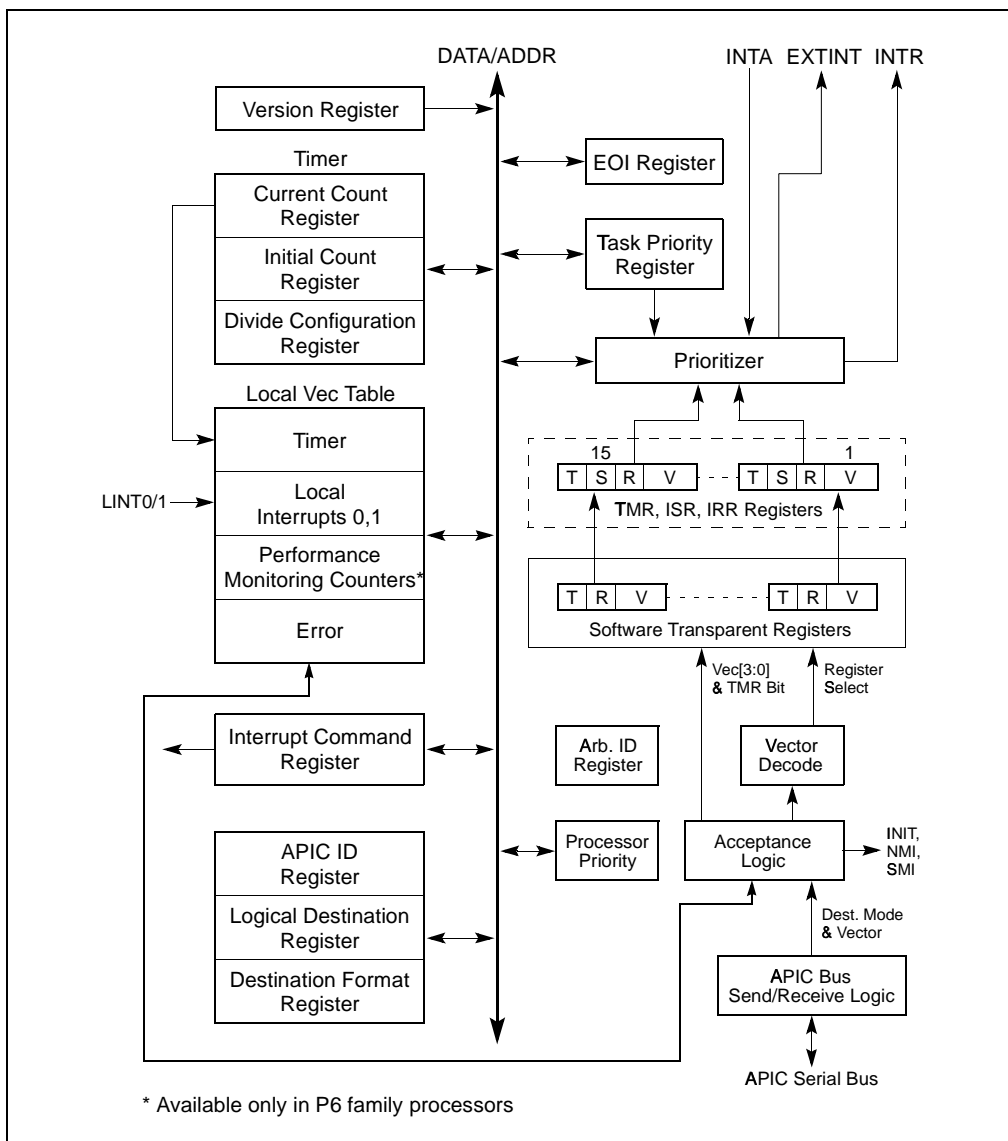 DATA/ADDR
INTA EXTINT INTR
Version Register
EOI Register
Timer
Current Count
Register
Initial Count
Register
Divide Configuration
Register
Task Priority
Register
Prioritizer
Local Vec Table
Timer
Local
Interrupts 0,1
Performance
Monitoring Counters*
Error
LINT0/1
15
1
T S R V
T S R V
TMR, ISR, IRR Registers
T R V
T R V
Software Transparent Registers
Vec[3:0]
& TMR Bit
Register
Select
Interrupt Command
Register
Arb. ID
Register
Vector
Decode
Processor
Priority
Acceptance
Logic
INIT,
NMI,
SMI
APIC ID
Register
Logical Destination
Register
Destination Format
Register
Dest. Mode
& Vector
APIC Bus
Send/Receive Logic
APIC Serial Bus
* Available only in P6 family processors